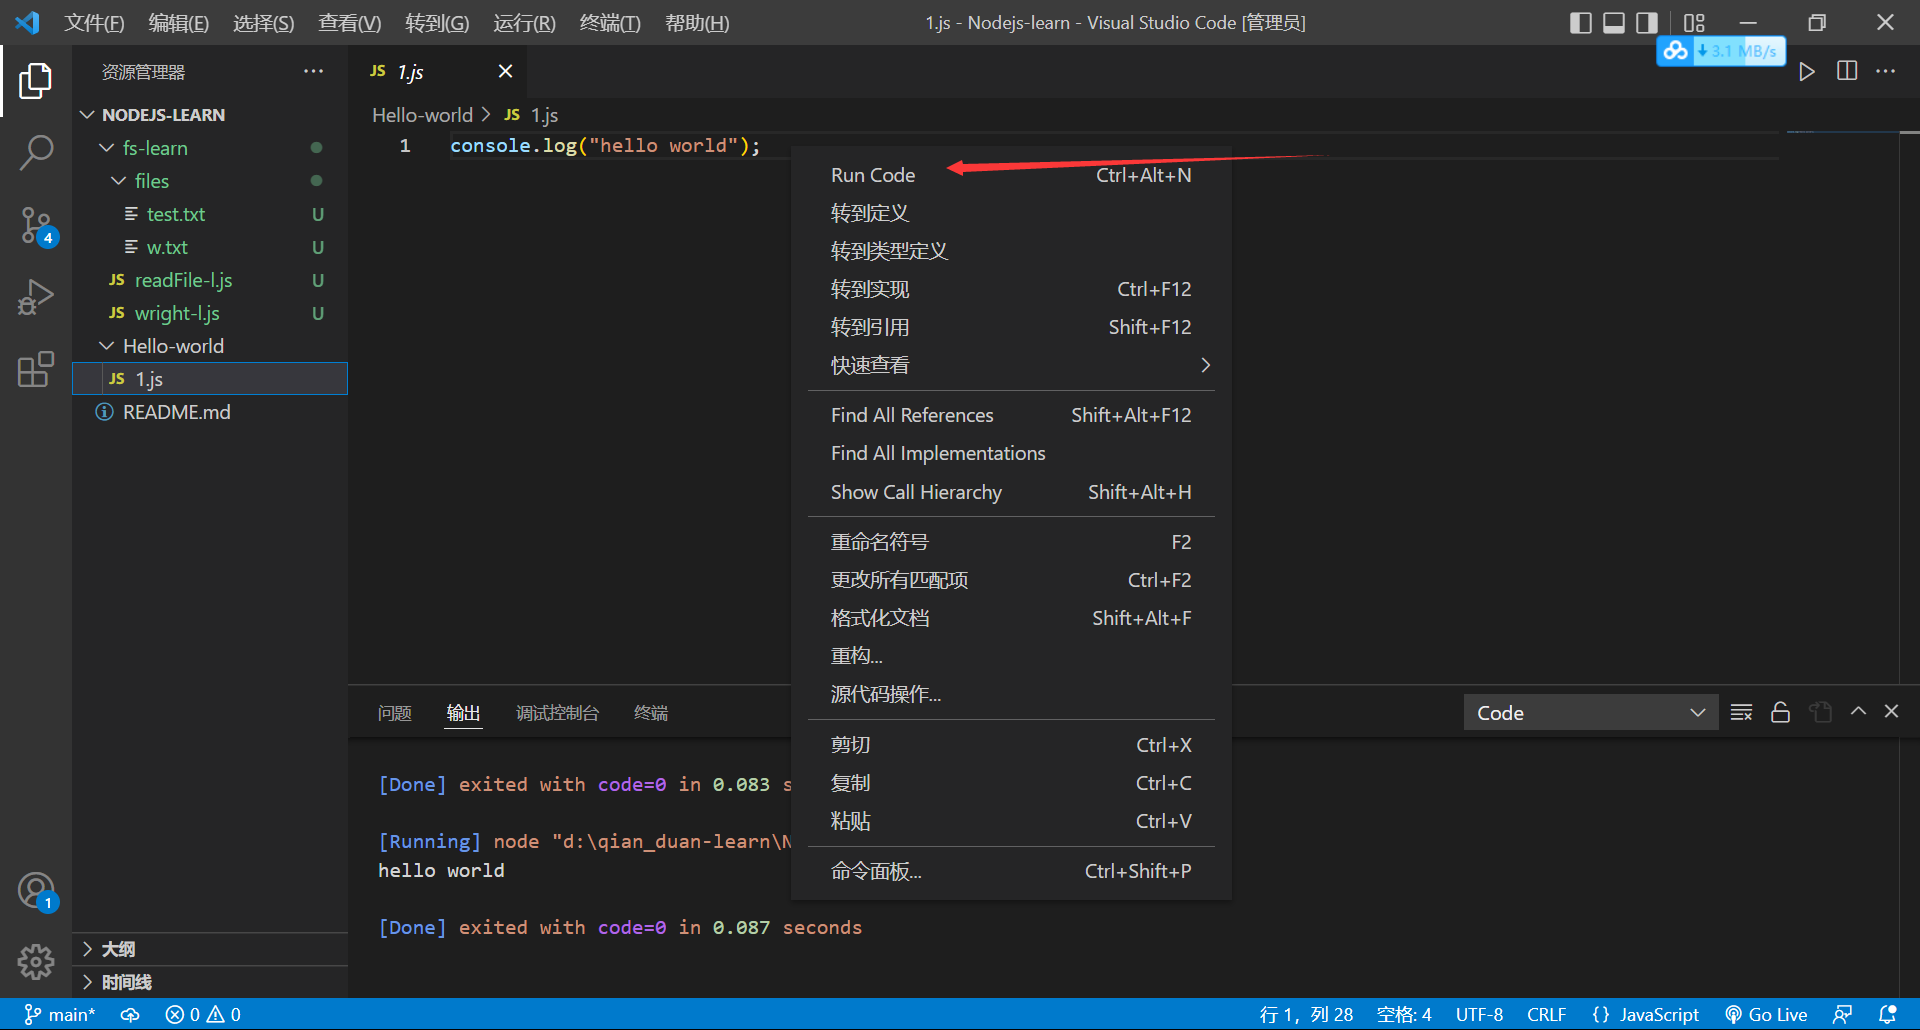 文件(F) 编辑(E) 选择(S) 查看(V) 转到(G) 运行(R) 终端(T) 帮助(H) 1.js - Nodejs-learn - Visual Studio Code [管理员]
3.1 MB/s
资源管理器 ...
JS 1.js
NODEJS-LEARN
fs-learn
files
test.txt U
w.txt U
JS readFile-l.js U
JS wright-l.js U
Hello-world
JS 1.js
README.md
4
1
大纲
时间线
Hello-world > JS 1.js
1 console.log("hello world");
Run Code Ctrl+Alt+N
转到定义
转到类型定义
转到实现 Ctrl+F12
转到引用 Shift+F12
快速查看
Find All References Shift+Alt+F12
Find All Implementations
Show Call Hierarchy Shift+Alt+H
重命名符号 F2
更改所有匹配项 Ctrl+F2
格式化文档 Shift+Alt+F
重构...
源代码操作...
剪切 Ctrl+X
复制 Ctrl+C
粘贴 Ctrl+V
命令面板... Ctrl+Shift+P
问题 输出 调试控制台 终端 Code
[Done] exited with code=0 in 0.083 s
[Running] node "d:\qian_duan-learn\N
hello world
[Done] exited with code=0 in 0.087 seconds
main* 0 0 行 1，列 28 空格: 4 UTF-8 CRLF {} JavaScript Go Live